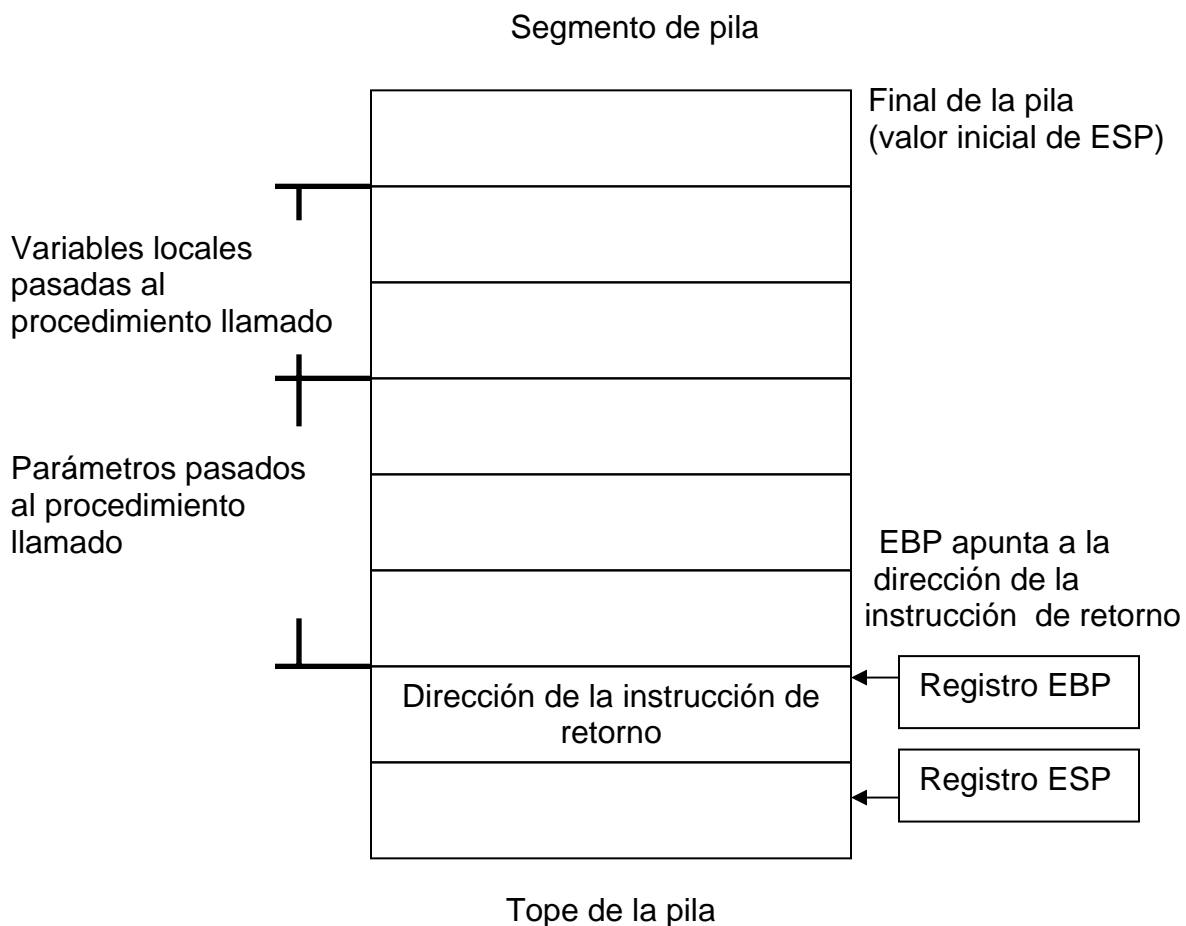 Segmento de pila
Final de la pila
(valor inicial de ESP)
Variables locales
pasadas al
procedimiento llamado
Parámetros pasados
al procedimiento
llamado
EBP apunta a la
dirección de la
instrucción de retorno
Dirección de la instrucción de
retorno
Registro EBP
Registro ESP
Tope de la pila